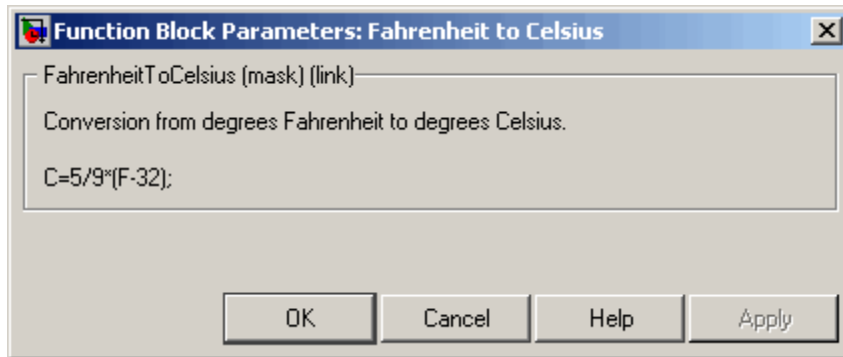 Function Block Parameters: Fahrenheit to Celsius
FahrenheitToCelsius (mask) (link)
Conversion from degrees Fahrenheit to degrees Celsius.
C=5/9*(F-32);
OK Cancel Help Apply